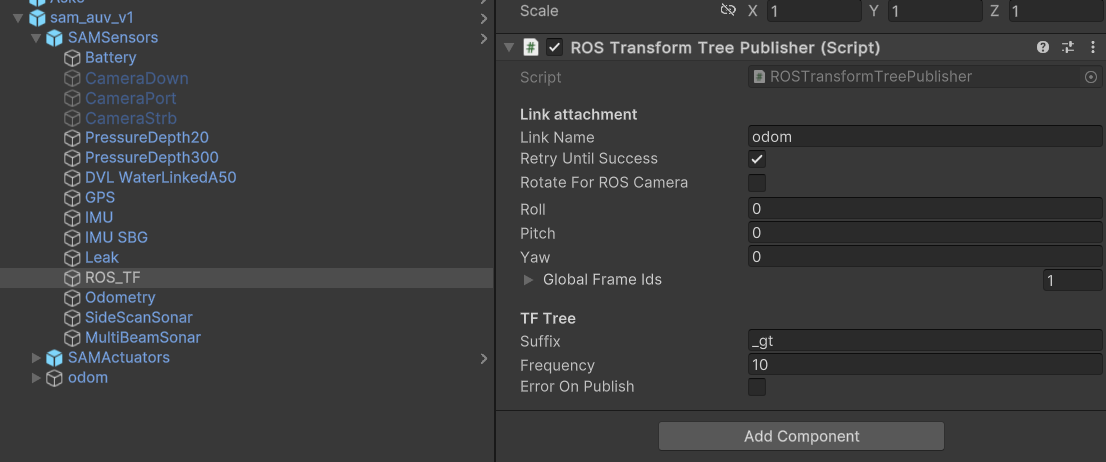 sam_auv_v1
SAMSensors
Battery
CameraDown
CameraPort
CameraStrb
PressureDepth20
PressureDepth300
DVL WaterLinkedA50
GPS
IMU
IMU SBG
Leak
ROS_TF
Odometry
SideScanSonar
MultiBeamSonar
SAMActuators
odom
Scale X 1 Y 1 Z 1
# ROS Transform Tree Publisher (Script)
Script # ROSTransformTreePublisher
Link attachment
Link Name odom
Retry Until Success
Rotate For ROS Camera
Roll 0
Pitch 0
Yaw 0
Global Frame Ids 1
TF Tree
Suffix _gt
Frequency 10
Error On Publish
Add Component